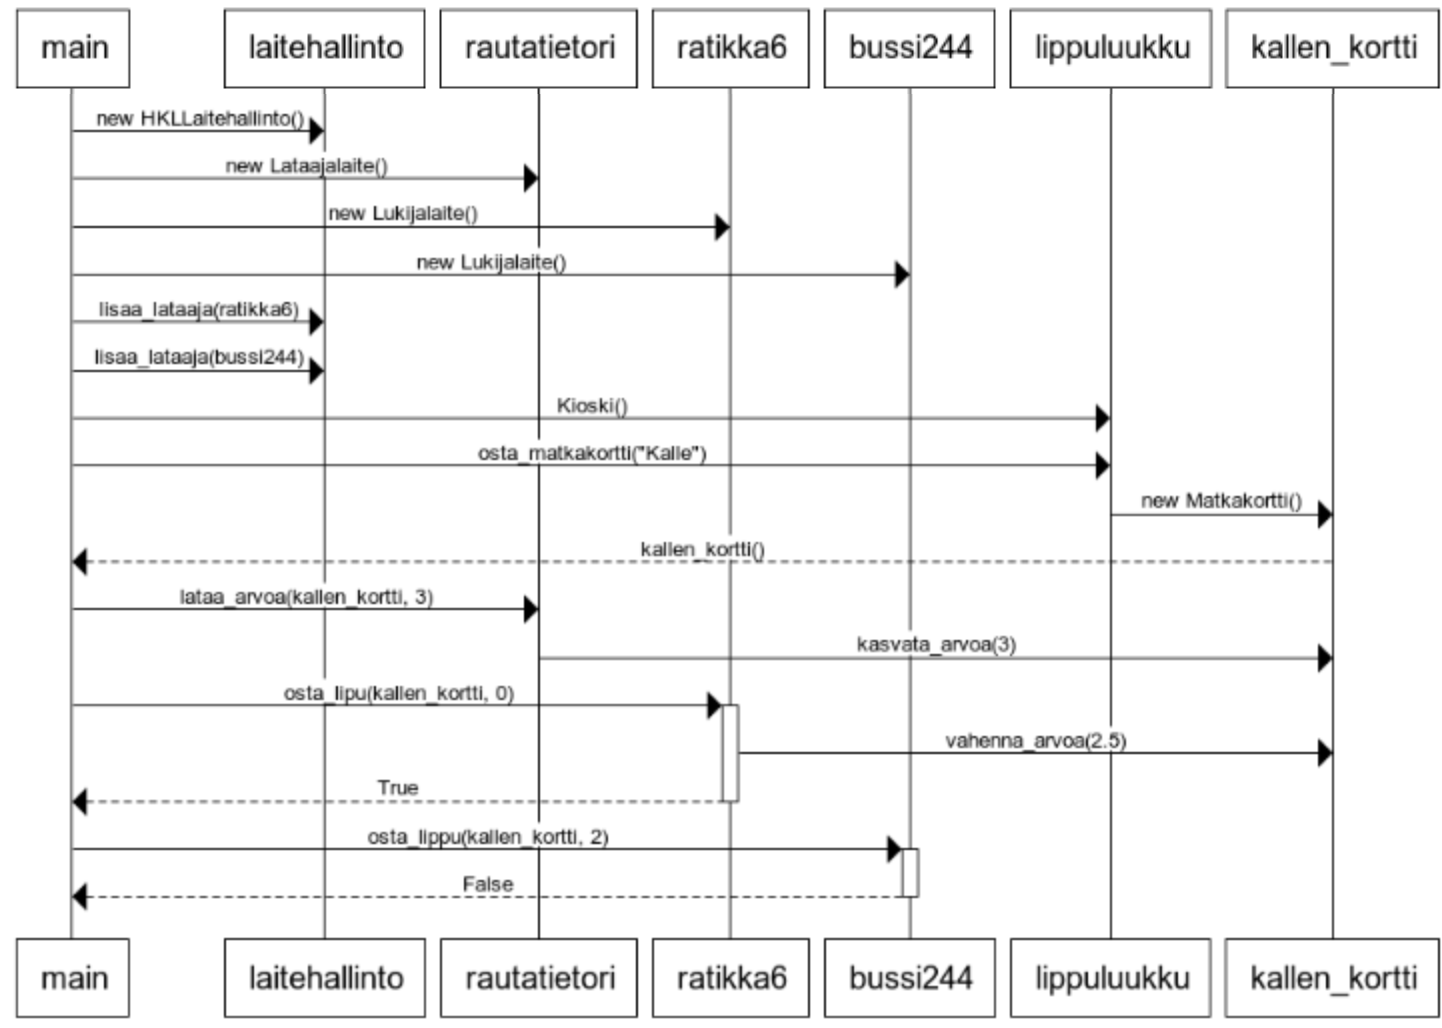 main
laitehallinto
rautatietori
ratikka6
bussi244
lippuluukku
kallen_kortti
new HKLLaitehallinto()
new Lataajalaite()
new Lukijalaite()
new Lukijalaite()
lisaa_lataaja(ratikka6)
lisaa_lataaja(bussi244)
Kioski()
osta_matkakortti("Kalle")
new Matkakortti()
kallen_kortti()
lataa_arvoa(kallen_kortti, 3)
kasvata_arvoa(3)
osta_lipu(kallen_kortti, 0)
vahenna_arvoa(2.5)
True
osta_lippu(kallen_kortti, 2)
False
main
laitehallinto
rautatietori
ratikka6
bussi244
lippuluukku
kallen_kortti